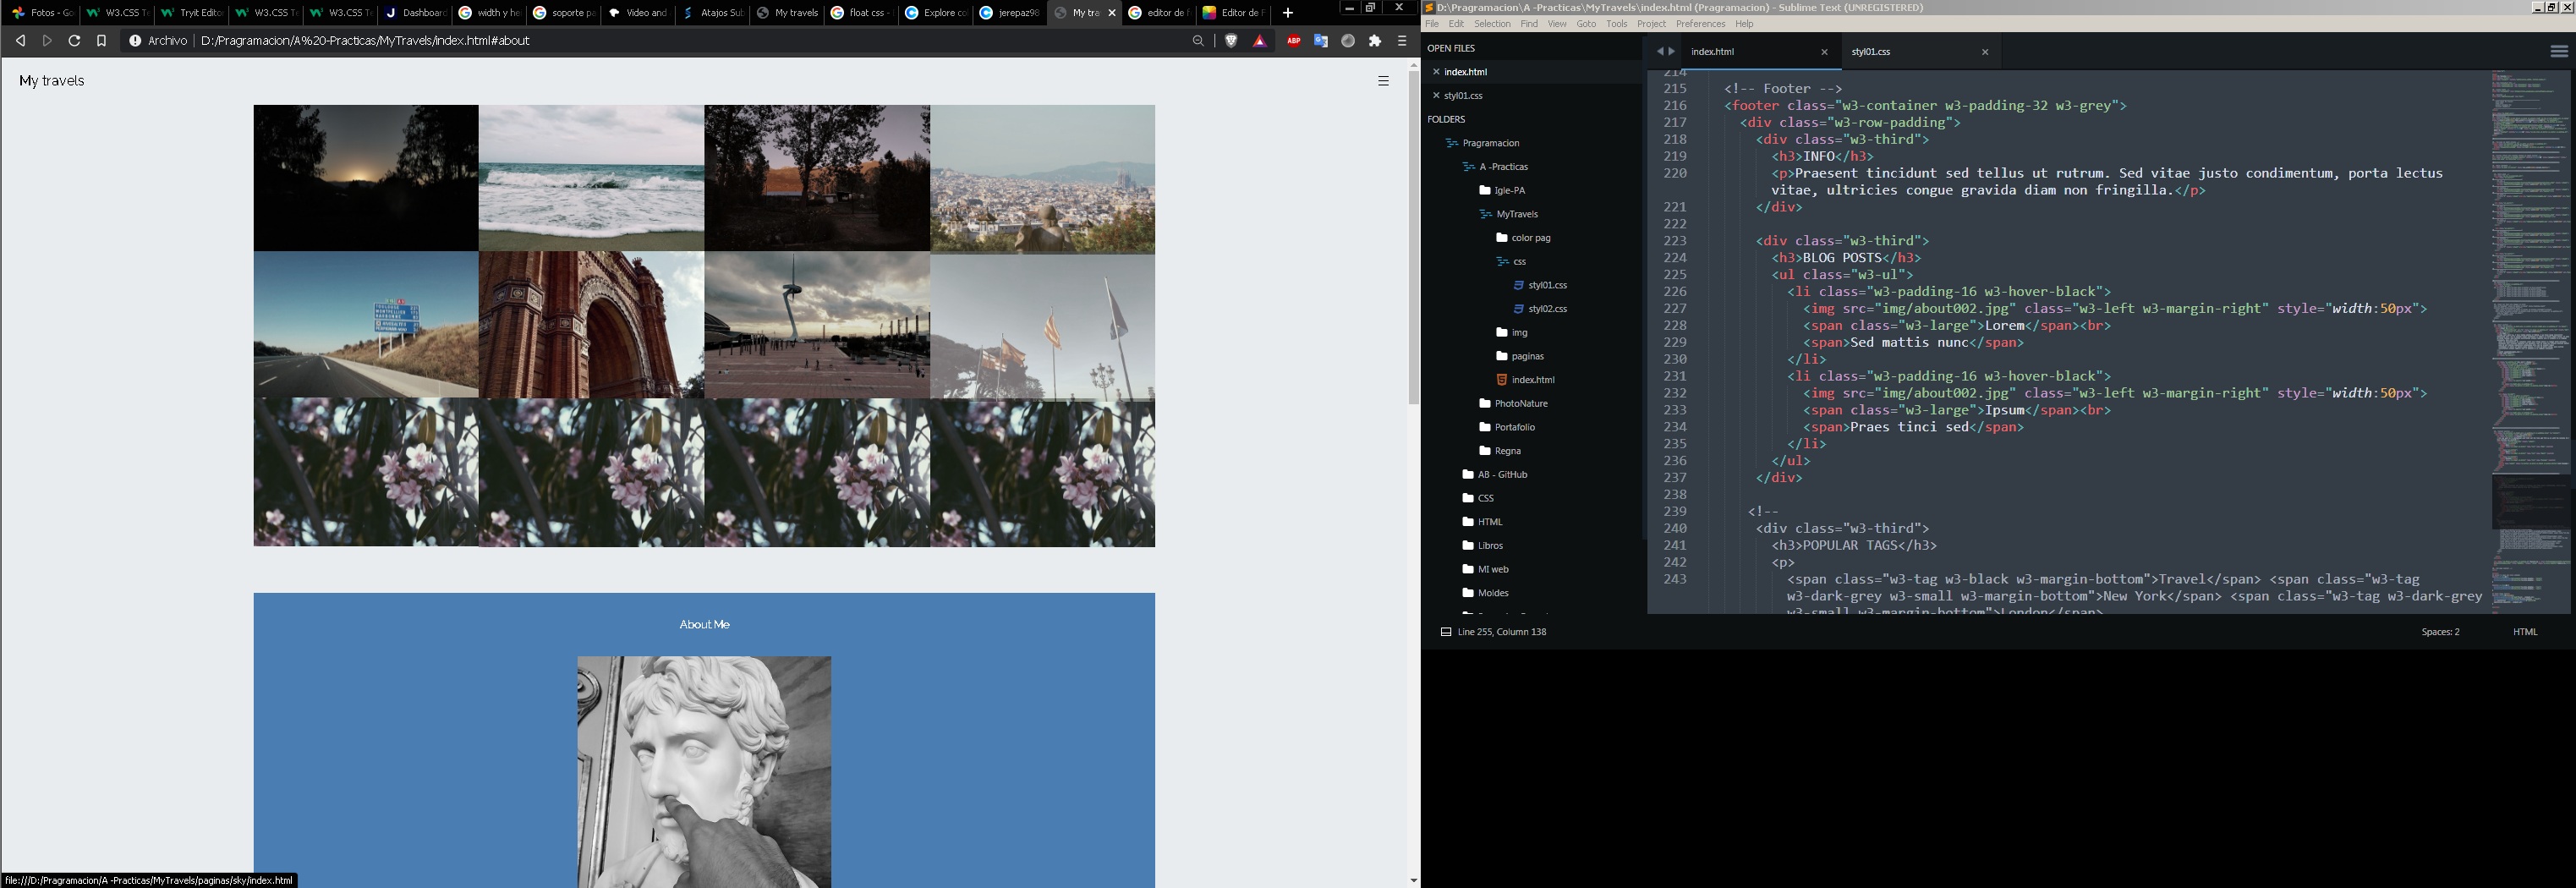 Fotos - Go
W3.CSS Te
Tryit Editor
W3.CSS Te
W3.CSS Te
Dashboard
width y he
soporte pa
Video and
Atajos Sub
My travels
float css -
Explore co
jerepaz98
My tra
editor de f
Editor de F
Archivo
D:/Pragramacion/A%20-Practicas/MyTravels/index.html#about
ABP
My travels
About Me
file:///D:/Pragramacion/A -Practicas/MyTravels/paginas/sky/index.html
D:\Pragramacion\A -Practicas\MyTravels\index.html (Pragramacion) - Sublime Text (UNREGISTERED)
File Edit Selection Find View Goto Tools Project Preferences Help
OPEN FILES
index.html
styl01.css
FOLDERS
Pragramacion
A -Practicas
Igle-PA
MyTravels
color pag
css
styl01.css
styl02.css
img
paginas
index.html
PhotoNature
Portafolio
Regna
AB - GitHub
CSS
HTML
Libros
MI web
Moldes
index.html
styl01.css
214
215 <!-- Footer -->
216 <footer class="w3-container w3-padding-32 w3-grey">
217 <div class="w3-row-padding">
218 <div class="w3-third">
219 <h3>INFO</h3>
220 <p>Praesent tincidunt sed tellus ut rutrum. Sed vitae justo condimentum, porta lectus
vitae, ultricies congue gravida diam non fringilla.</p>
221 </div>
222
223 <div class="w3-third">
224 <h3>BLOG POSTS</h3>
225 <ul class="w3-ul">
226 <li class="w3-padding-16 w3-hover-black">
227 <img src="img/about002.jpg" class="w3-left w3-margin-right" style="width:50px">
228 <span class="w3-large">Lorem</span><br>
229 <span>Sed mattis nunc</span>
230 </li>
231 <li class="w3-padding-16 w3-hover-black">
232 <img src="img/about002.jpg" class="w3-left w3-margin-right" style="width:50px">
233 <span class="w3-large">Ipsum</span><br>
234 <span>Praes tinci sed</span>
235 </li>
236 </ul>
237 </div>
238
239 <!--
240 <div class="w3-third">
241 <h3>POPULAR TAGS</h3>
242 <p>
243 <span class="w3-tag w3-black w3-margin-bottom">Travel</span> <span class="w3-tag
w3-dark-grey w3-small w3-margin-bottom">New York</span> <span class="w3-tag w3-dark-grey
w3-small w3-margin-bottom">London</span>
Line 255, Column 138
Spaces: 2
HTML